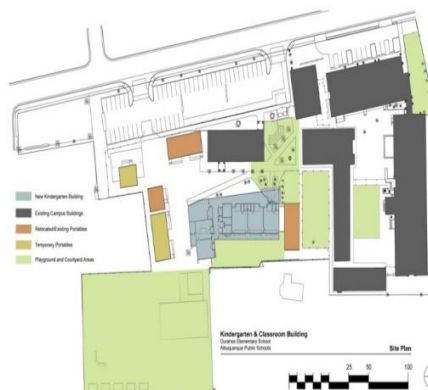 New Kindergarten Building
Existing Campus Buildings
Relocated/Existing Portables
Temporary Portables
Playground and Courtyard Areas
Kindergarten & Classroom Building
Duranes Elementary School
Albuquerque Public Schools
Site Plan
25 50 100